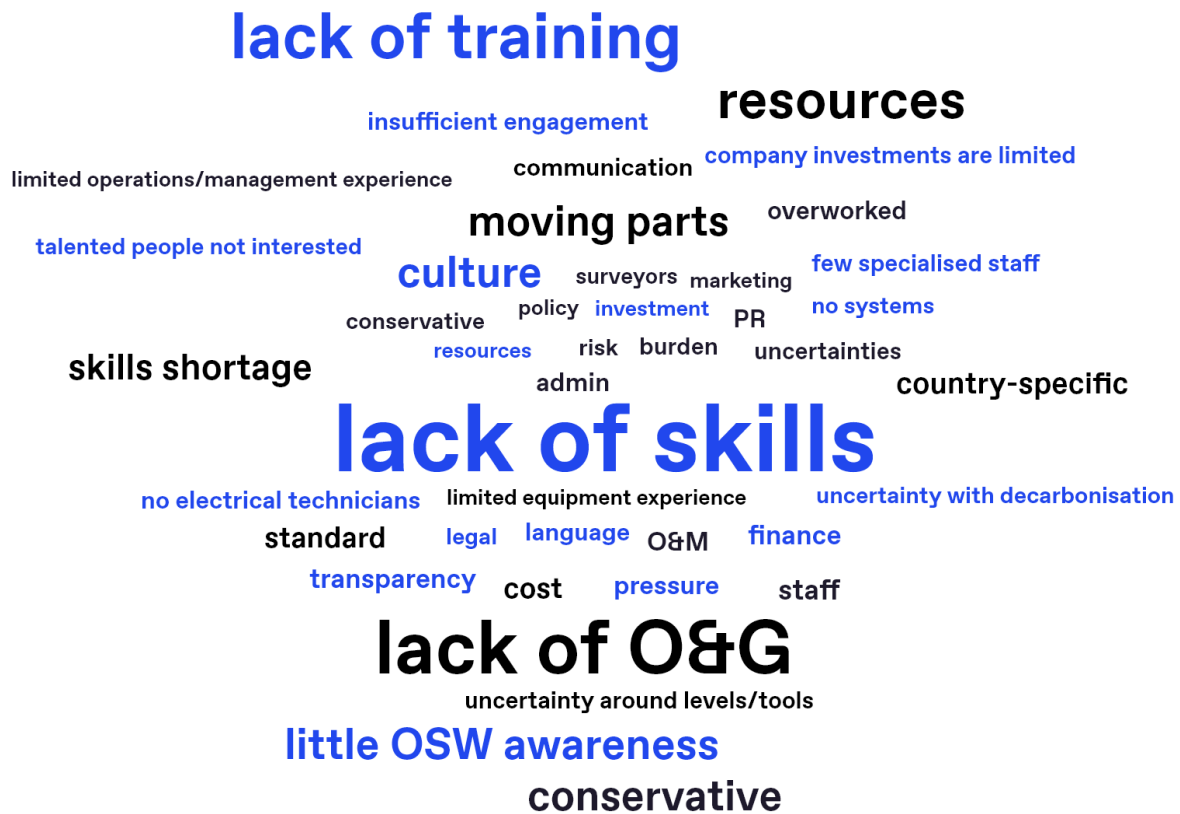 lack of training
resources
insufficient engagement
communication
company investments are limited
limited operations/management experience
moving parts
overworked
talented people not interested
culture
surveyors
marketing
few specialised staff
conservative
policy
investment
PR
no systems
resources
risk
burden
uncertainties
skills shortage
admin
country-specific
lack of skills
no electrical technicians
limited equipment experience
uncertainty with decarbonisation
standard
legal
language
O&M
finance
transparency
cost
pressure
staff
lack of O&G
uncertainty around levels/tools
little OSW awareness
conservative